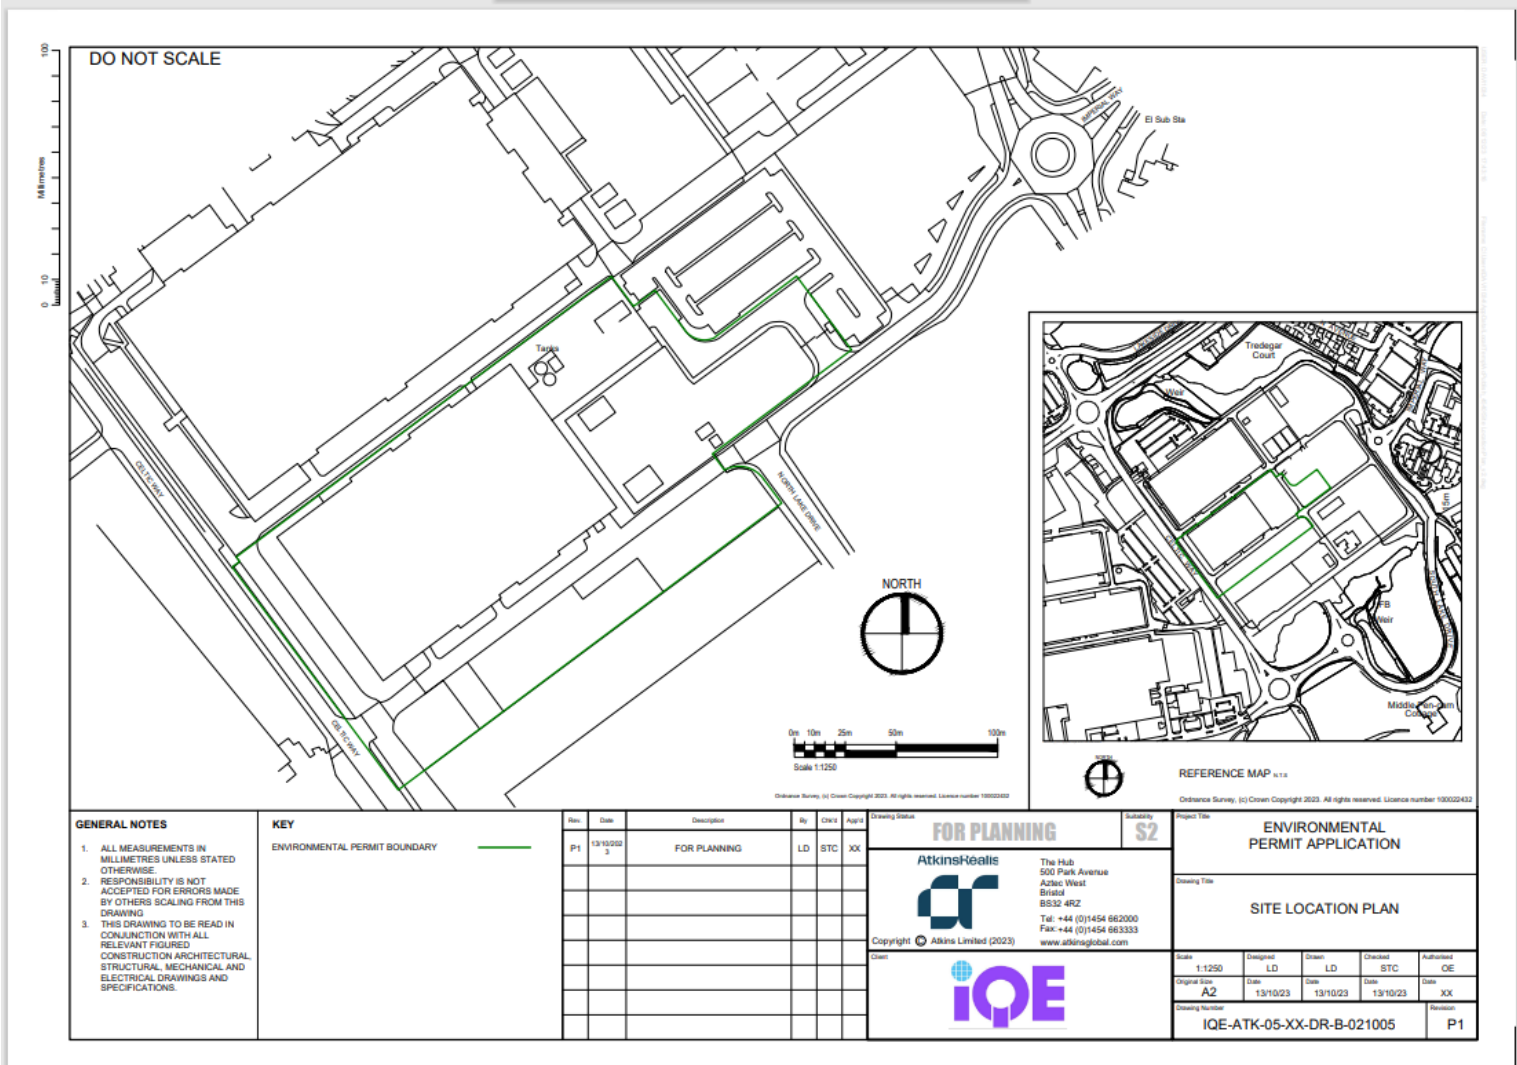 DO NOT SCALE
100
Millimetres
10
0
IMPERIAL WAY
El Sub Sta
Tanks
CELTIC WAY
NORTH LAKE DRIVE
CELTIC WAY
NORTH
0m 10m 25m 50m 100m
Scale 1:1250
Ordnance Survey, (c) Crown Copyright 2023. All rights reserved. Licence number 100022432
Tredegar
Court
Weir
CELTIC WAY
NORTH LAKE DRIVE
FB
Weir
Middle Pen-y-
Cottage
NORTH
REFERENCE MAP N.T.S
Ordnance Survey, (c) Crown Copyright 2023. All rights reserved. Licence number 100022432
GENERAL NOTES
1. ALL MEASUREMENTS IN
MILLIMETRES UNLESS STATED
OTHERWISE.
2. RESPONSIBILITY IS NOT
ACCEPTED FOR ERRORS MADE
BY OTHERS SCALING FROM THIS
DRAWING
3. THIS DRAWING TO BE READ IN
CONJUNCTION WITH ALL
RELEVANT FIGURED
CONSTRUCTION ARCHITECTURAL,
STRUCTURAL, MECHANICAL AND
ELECTRICAL DRAWINGS AND
SPECIFICATIONS.
KEY
ENVIRONMENTAL PERMIT BOUNDARY
Rev. Date Description By Chk'd App'd
P1 13/10/202
3 FOR PLANNING LD STC XX
Drawing Status
FOR PLANNING
Suitability
S2
AtkinsRéalis
The Hub
500 Park Avenue
Aztec West
Bristol
BS32 4RZ
Tel: +44 (0)1454 662000
Fax: +44 (0)1454 663333
www.atkinsglobal.com
Copyright © Atkins Limited (2023)
Client
iQE
Project Title
ENVIRONMENTAL
PERMIT APPLICATION
Drawing Title
SITE LOCATION PLAN
Scale Designed Drawn Checked Authorised
1:1250 LD LD STC OE
Original Size Date Date Date Date
A2 13/10/23 13/10/23 13/10/23 XX
Drawing Number Revision
IQE-ATK-05-XX-DR-B-021005 P1